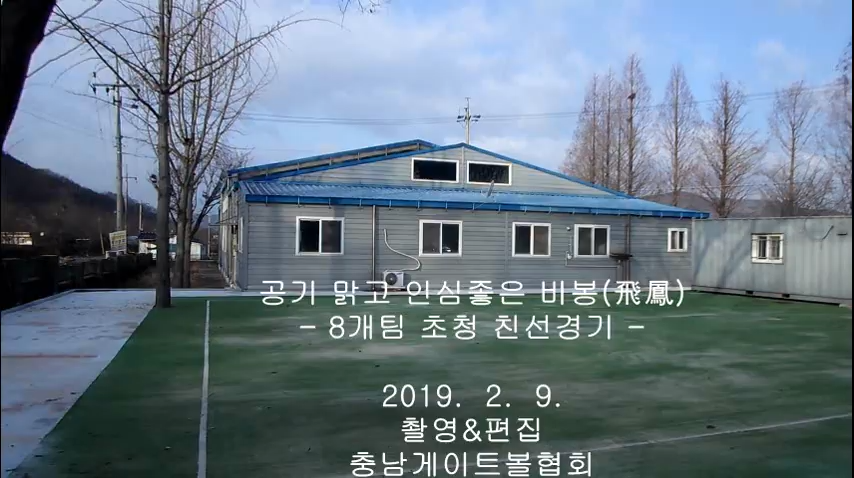 공기 맑고 인심좋은 비봉(飛鳳)
- 8개팀 초청 친선경기 -
2019. 2. 9.
촬영&편집
충남게이트볼협회